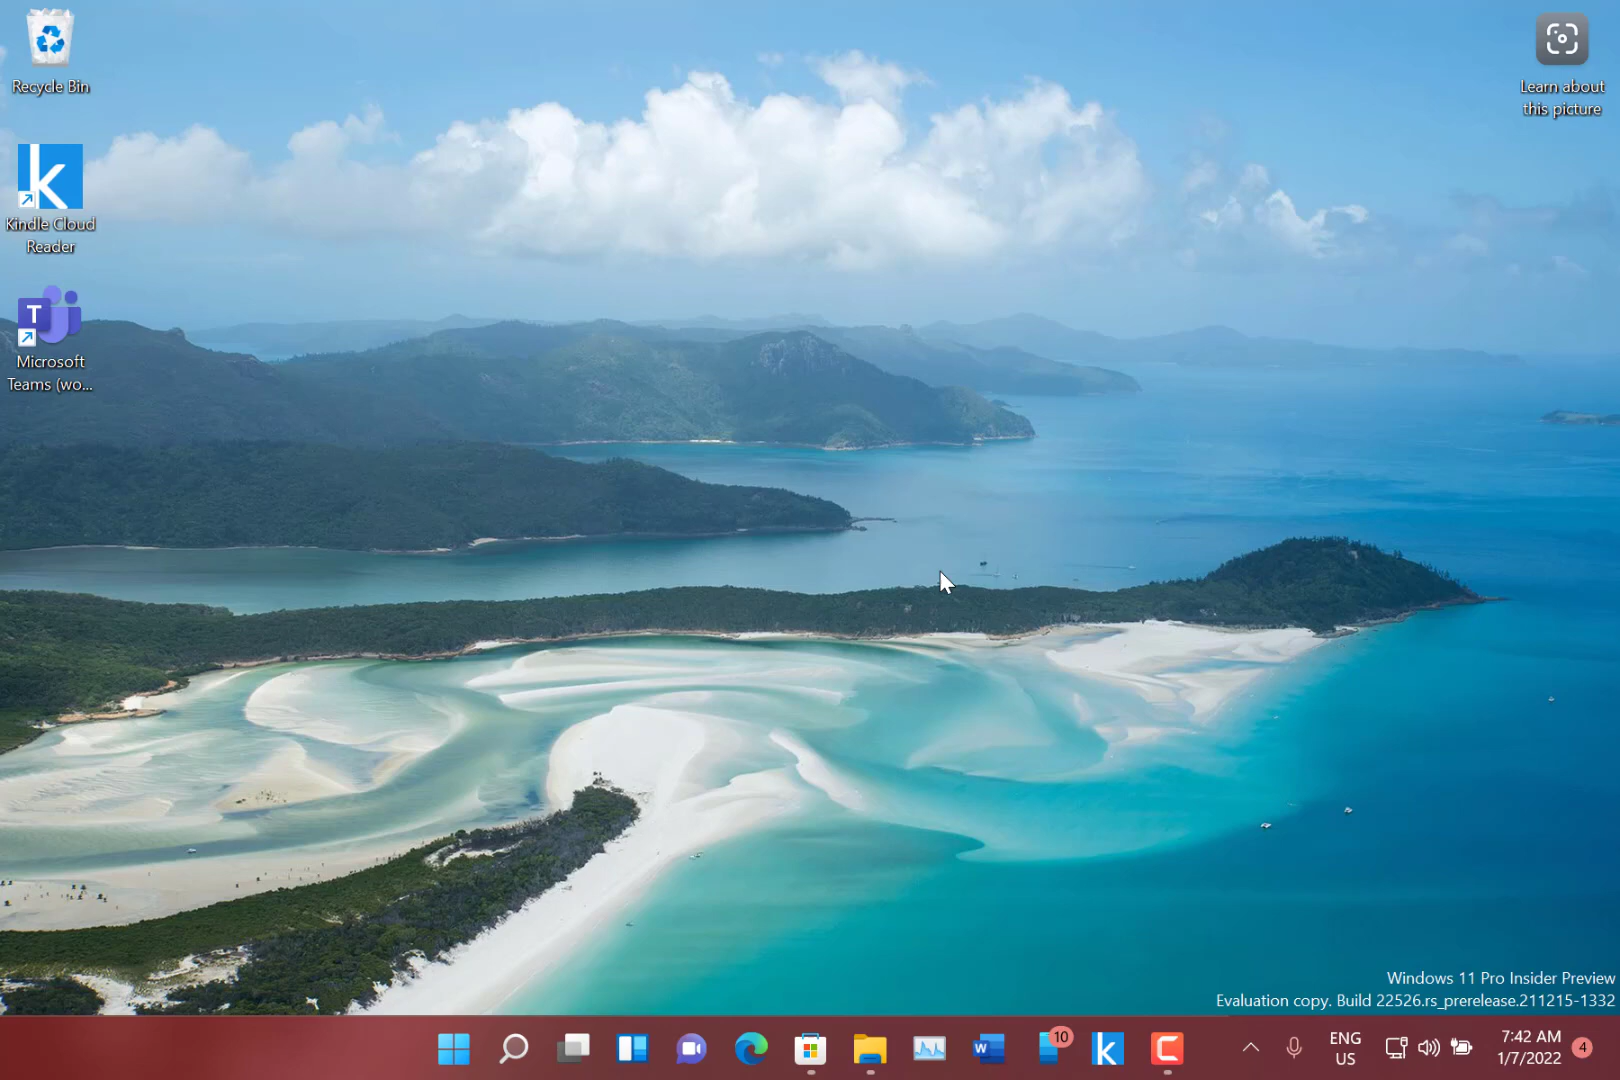 Recycle Bin
Learn about
this picture
Kindle Cloud
Reader
T
Microsoft
Teams (wo...
Windows 11 Pro Insider Preview
Evaluation copy. Build 22526.rs_prerelease.211215-1332
W
10
k
C
ENG
US
7:42 AM
1/7/2022
4